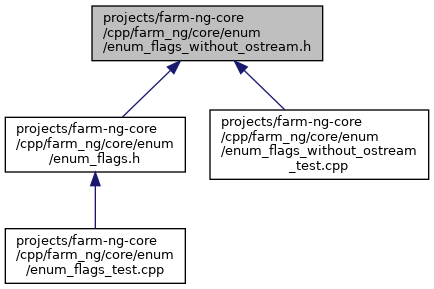 projects/farm-ng-core
/cpp/farm_ng/core/enum
/enum_flags_without_ostream.h
projects/farm-ng-core
/cpp/farm_ng/core/enum
/enum_flags.h
projects/farm-ng-core
/cpp/farm_ng/core/enum
/enum_flags_without_ostream
_test.cpp
projects/farm-ng-core
/cpp/farm_ng/core/enum
/enum_flags_test.cpp